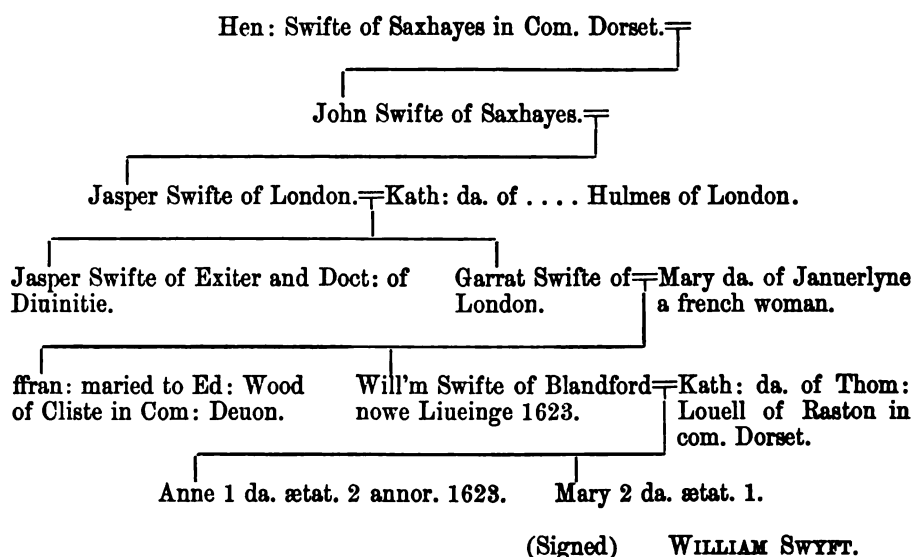 Hen: Swifte of Saxhayes in Com. Dorset.
John Swifte of Saxhayes.
Jasper Swifte of London. Kath: da. of .... Hulmes of London.
Jasper Swifte of Exiter and Doct: of
Diuinitie.
Garrat Swifte of
London.
Mary da. of Januerlyne
a french woman.
ffran: maried to Ed: Wood
of Cliste in Com: Deuon.
Will'm Swifte of Blandford
nowe Liueinge 1623.
Kath: da. of Thom:
Louell of Raston in
com. Dorset.
Anne 1 da. ætat. 2 annor. 1623.
Mary 2 da. ætat. 1.
(Signed) WILLIAM SWYFT.